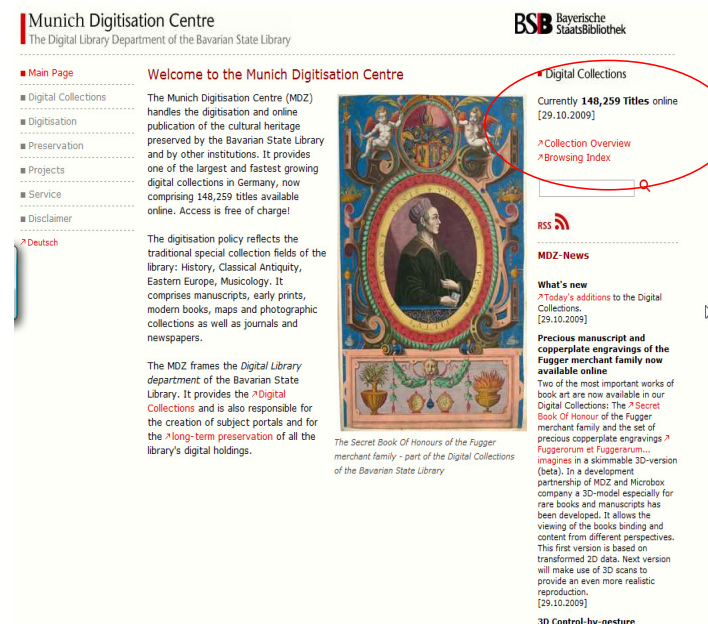 Munich Digitisation Centre
The Digital Library Department of the Bavarian State Library
BSB Bayerische
StaatsBibliothek
Main Page
Digital Collections
Digitisation
Preservation
Projects
Service
Disclaimer
Deutsch
Welcome to the Munich Digitisation Centre
The Munich Digitisation Centre (MDZ)
handles the digitisation and online
publication of the cultural heritage
preserved by the Bavarian State Library
and by other institutions. It provides
one of the largest and fastest growing
digital collections in Germany, now
comprising 148,259 titles available
online. Access is free of charge!
The digitisation policy reflects the
traditional special collection fields of the
library: History, Classical Antiquity,
Eastern Europe, Musicology. It
comprises manuscripts, early prints,
modern books, maps and photographic
collections as well as journals and
newspapers.
The MDZ frames the Digital Library
department of the Bavarian State
Library. It provides the Digital
Collections and is also responsible for
the creation of subject portals and for
the long-term preservation of all the
library's digital holdings.
The Secret Book Of Honours of the Fugger
merchant family - part of the Digital Collections
of the Bavarian State Library
Digital Collections
Currently 148,259 Titles online
[29.10.2009]
Collection Overview
Browsing Index
RSS
MDZ-News
What's new
Today's additions to the Digital
Collections.
[29.10.2009]
Precious manuscript and
copperplate engravings of the
Fugger merchant family now
available online
Two of the most important works of
book art are now available in our
Digital Collections: The Secret
Book Of Honour of the Fugger
merchant family and the set of
precious copperplate engravings
Fuggerorum et Fuggerarum...
imagines in a skimmable 3D-version
(beta). In a development
partnership of MDZ and Microbox
company a 3D-model especially for
rare books and manuscripts has
been developed. It allows the
viewing of the books binding and
content from different perspectives.
This first version is based on
transformed 2D data. Next version
will make use of 3D scans to
provide an even more realistic
reproduction.
[29.10.2009]
3D Control-by-gesture